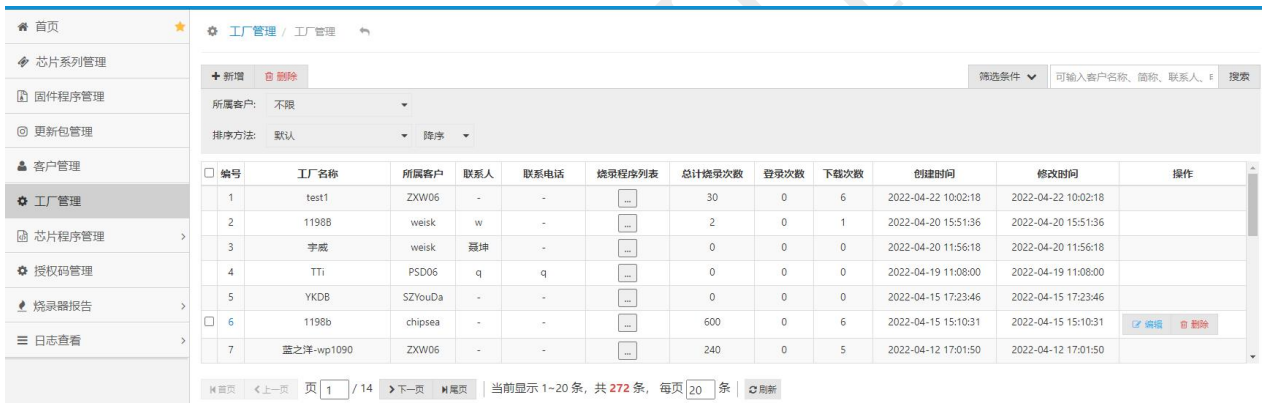 首页
芯片系列管理
固件程序管理
更新包管理
客户管理
工厂管理
芯片程序管理
授权码管理
烧录器报告
日志查看
工厂管理 / 工厂管理
新增 删除 筛选条件 可输入客户名称、简称、联系人、 搜索
所属客户: 不限
排序方法: 默认 降序
编号 工厂名称 所属客户 联系人 联系电话 烧录程序列表 总计烧录次数 登录次数 下载次数 创建时间 修改时间 操作
1 test1 ZXW06 - - ... 30 0 6 2022-04-22 10:02:18 2022-04-22 10:02:18
2 1198B weisk w - ... 2 0 1 2022-04-20 15:51:36 2022-04-20 15:51:36
3 宇威 weisk 聂坤 - ... 0 0 0 2022-04-20 11:56:18 2022-04-20 11:56:18
4 TTi PSD06 q q ... 0 0 0 2022-04-19 11:08:00 2022-04-19 11:08:00
5 YKDB SZYouDa - - ... 0 0 0 2022-04-15 17:23:46 2022-04-15 17:23:46
6 1198b chipsea - - ... 600 0 6 2022-04-15 15:10:31 2022-04-15 15:10:31 编辑 删除
7 蓝之洋-wp1090 ZXW06 - - ... 240 0 5 2022-04-12 17:01:50 2022-04-12 17:01:50
首页 上一页 页 1 / 14 下一页 尾页 当前显示 1~20 条, 共 272 条, 每页 20 条 刷新